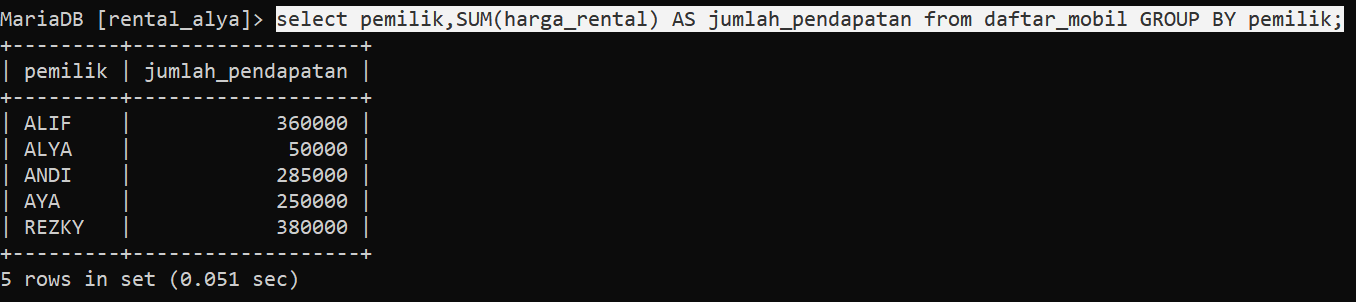 MariaDB [rental_alya]> select pemilik,SUM(harga_rental) AS jumlah_pendapatan from daftar_mobil GROUP BY pemilik;
+---------+-------------------+
| pemilik | jumlah_pendapatan |
+---------+-------------------+
| ALIF    |            360000 |
| ALYA    |             50000 |
| ANDI    |            285000 |
| AYA     |            250000 |
| REZKY   |            380000 |
+---------+-------------------+
5 rows in set (0.051 sec)